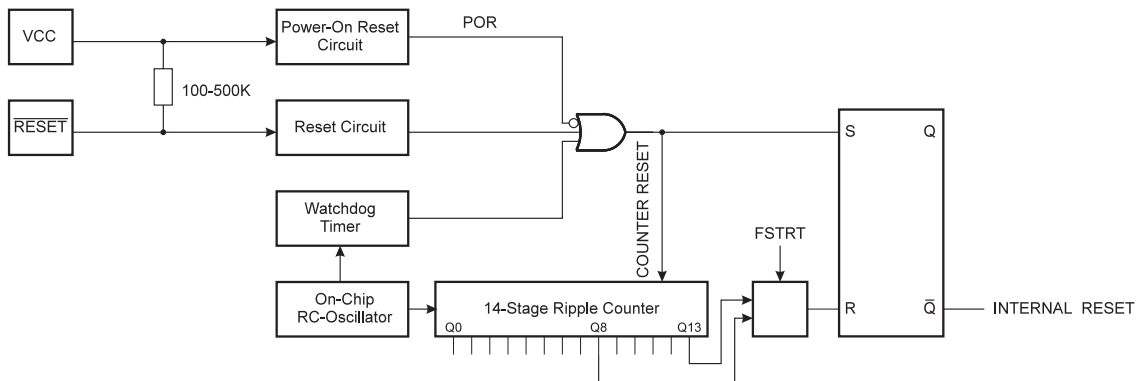 VCC
Power-On Reset
Circuit
POR
100-500K
RESET
Reset Circuit
S
Q
COUNTER RESET
Watchdog
Timer
FSTRT
On-Chip
RC-Oscillator
14-Stage Ripple Counter
Q0
Q8
Q13
R
Q̅
INTERNAL RESET